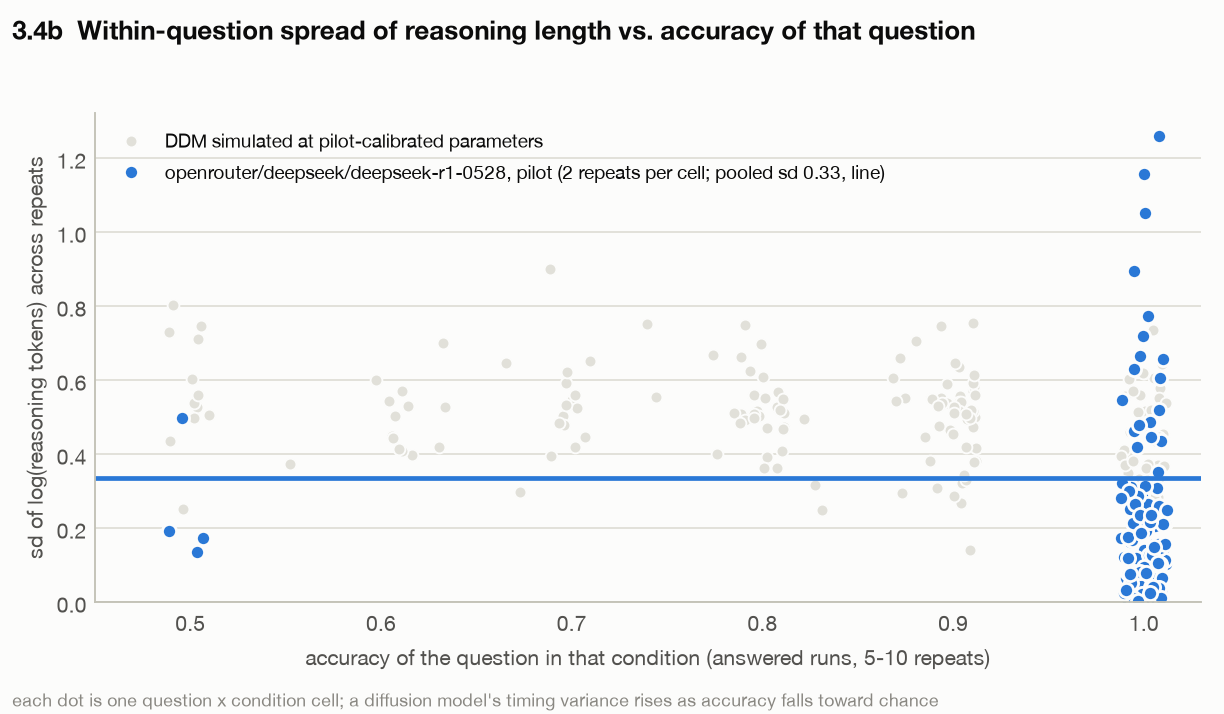 3.4b Within-question spread of reasoning length vs. accuracy of that question
DDM simulated at pilot-calibrated parameters
openrouter/deepseek/deepseek-r1-0528, pilot (2 repeats per cell; pooled sd 0.33, line)
sd of log(reasoning tokens) across repeats
1.2
1.0
0.8
0.6
0.4
0.2
0.0
0.5 0.6 0.7 0.8 0.9 1.0
accuracy of the question in that condition (answered runs, 5-10 repeats)
each dot is one question x condition cell; a diffusion model's timing variance rises as accuracy falls toward chance